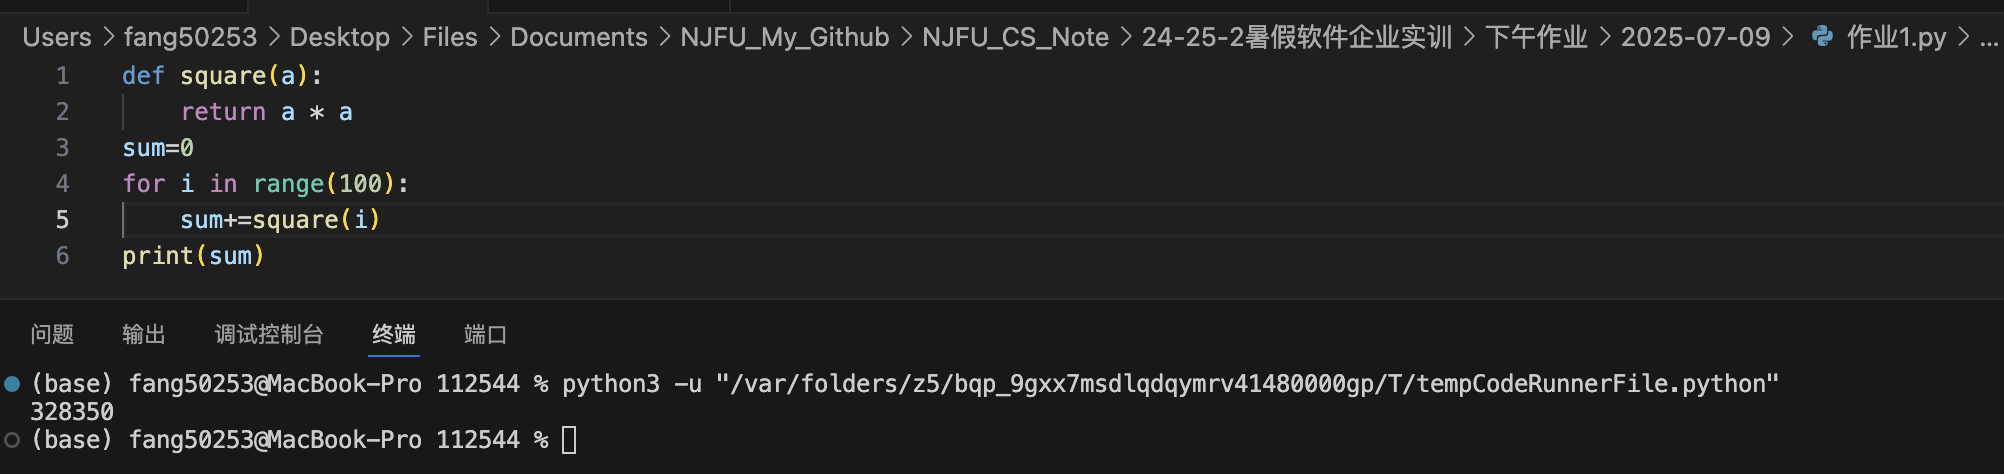 Users > fang50253 > Desktop > Files > Documents > NJFU_My_Github > NJFU_CS_Note > 24-25-2暑假软件企业实训 > 下午作业 > 2025-07-09 > 作业1.py > ...
1 def square(a):
2     return a * a
3 sum=0
4 for i in range(100):
5     sum+=square(i)
6 print(sum)
问题 输出 调试控制台 终端 端口
(base) fang50253@MacBook-Pro 112544 % python3 -u "/var/folders/z5/bqp_9gxx7msdlqdqymrv41480000gp/T/tempCodeRunnerFile.python"
328350
(base) fang50253@MacBook-Pro 112544 %